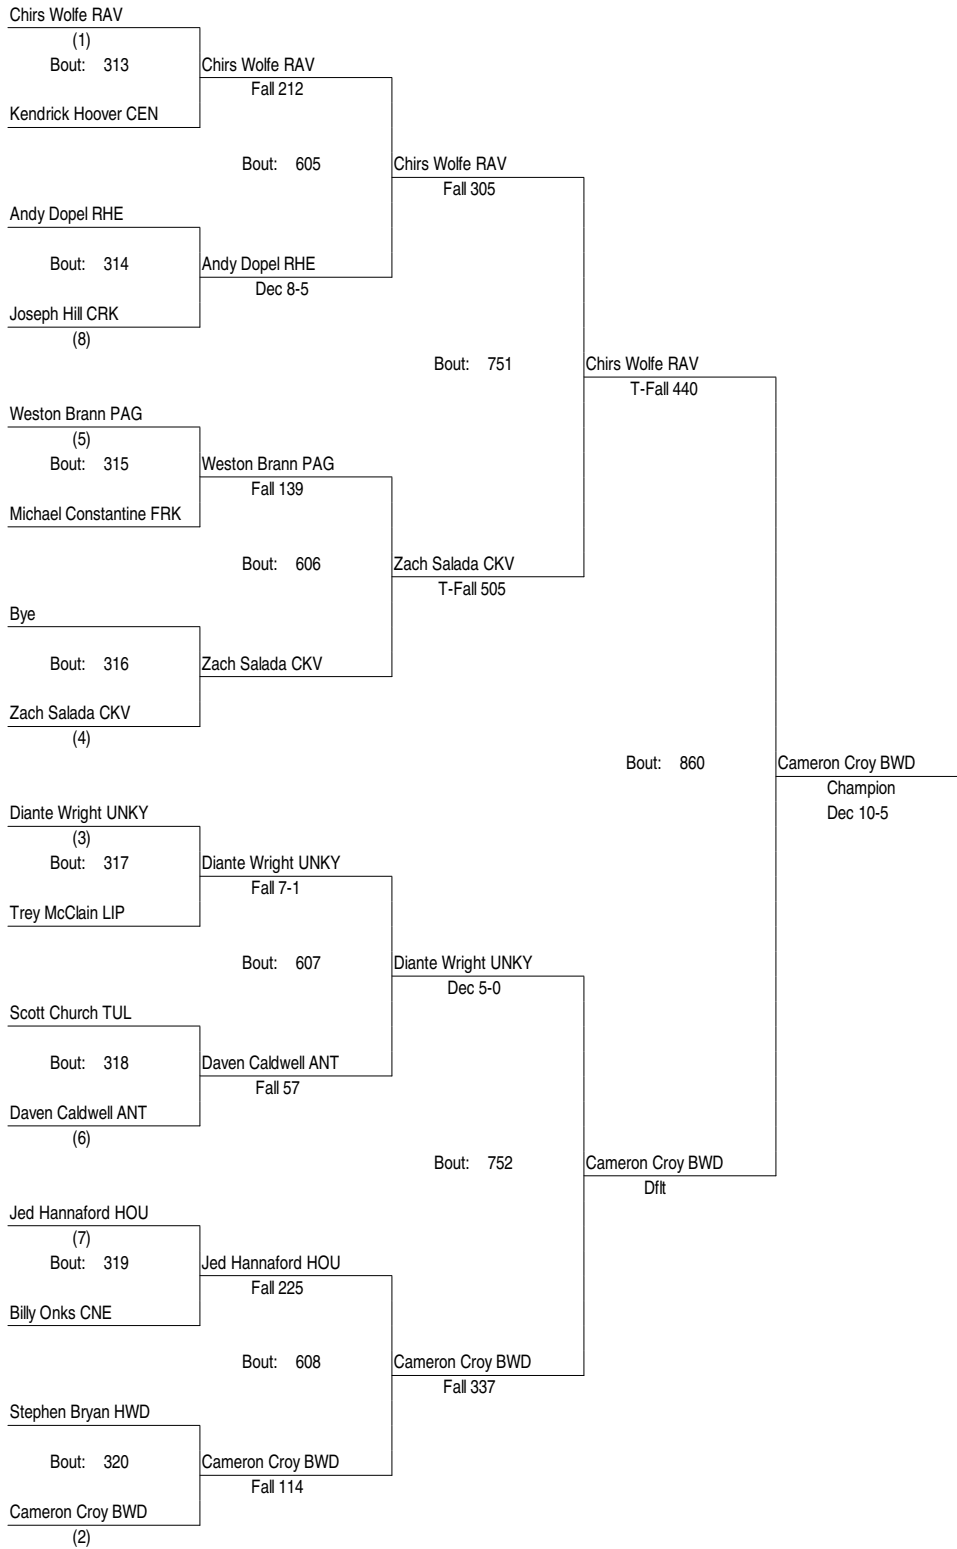 Chirs Wolfe RAV
(1)
Bout: 313
Chirs Wolfe RAV
Fall 212
Kendrick Hoover CEN
Bout: 605
Chirs Wolfe RAV
Fall 305
Andy Dopel RHE
Bout: 314
Andy Dopel RHE
Dec 8-5
Joseph Hill CRK
(8)
Bout: 751
Chirs Wolfe RAV
T-Fall 440
Weston Brann PAG
(5)
Bout: 315
Weston Brann PAG
Fall 139
Michael Constantine FRK
Bout: 606
Zach Salada CKV
T-Fall 505
Bye
Bout: 316
Zach Salada CKV
Zach Salada CKV
(4)
Bout: 860
Cameron Croy BWD
Champion
Dec 10-5
Diante Wright UNKY
(3)
Bout: 317
Diante Wright UNKY
Fall 7-1
Trey McClain LIP
Bout: 607
Diante Wright UNKY
Dec 5-0
Scott Church TUL
Bout: 318
Daven Caldwell ANT
Fall 57
Daven Caldwell ANT
(6)
Bout: 752
Cameron Croy BWD
Dflt
Jed Hannaford HOU
(7)
Bout: 319
Jed Hannaford HOU
Fall 225
Billy Onks CNE
Bout: 608
Cameron Croy BWD
Fall 337
Stephen Bryan HWD
Bout: 320
Cameron Croy BWD
Fall 114
Cameron Croy BWD
(2)